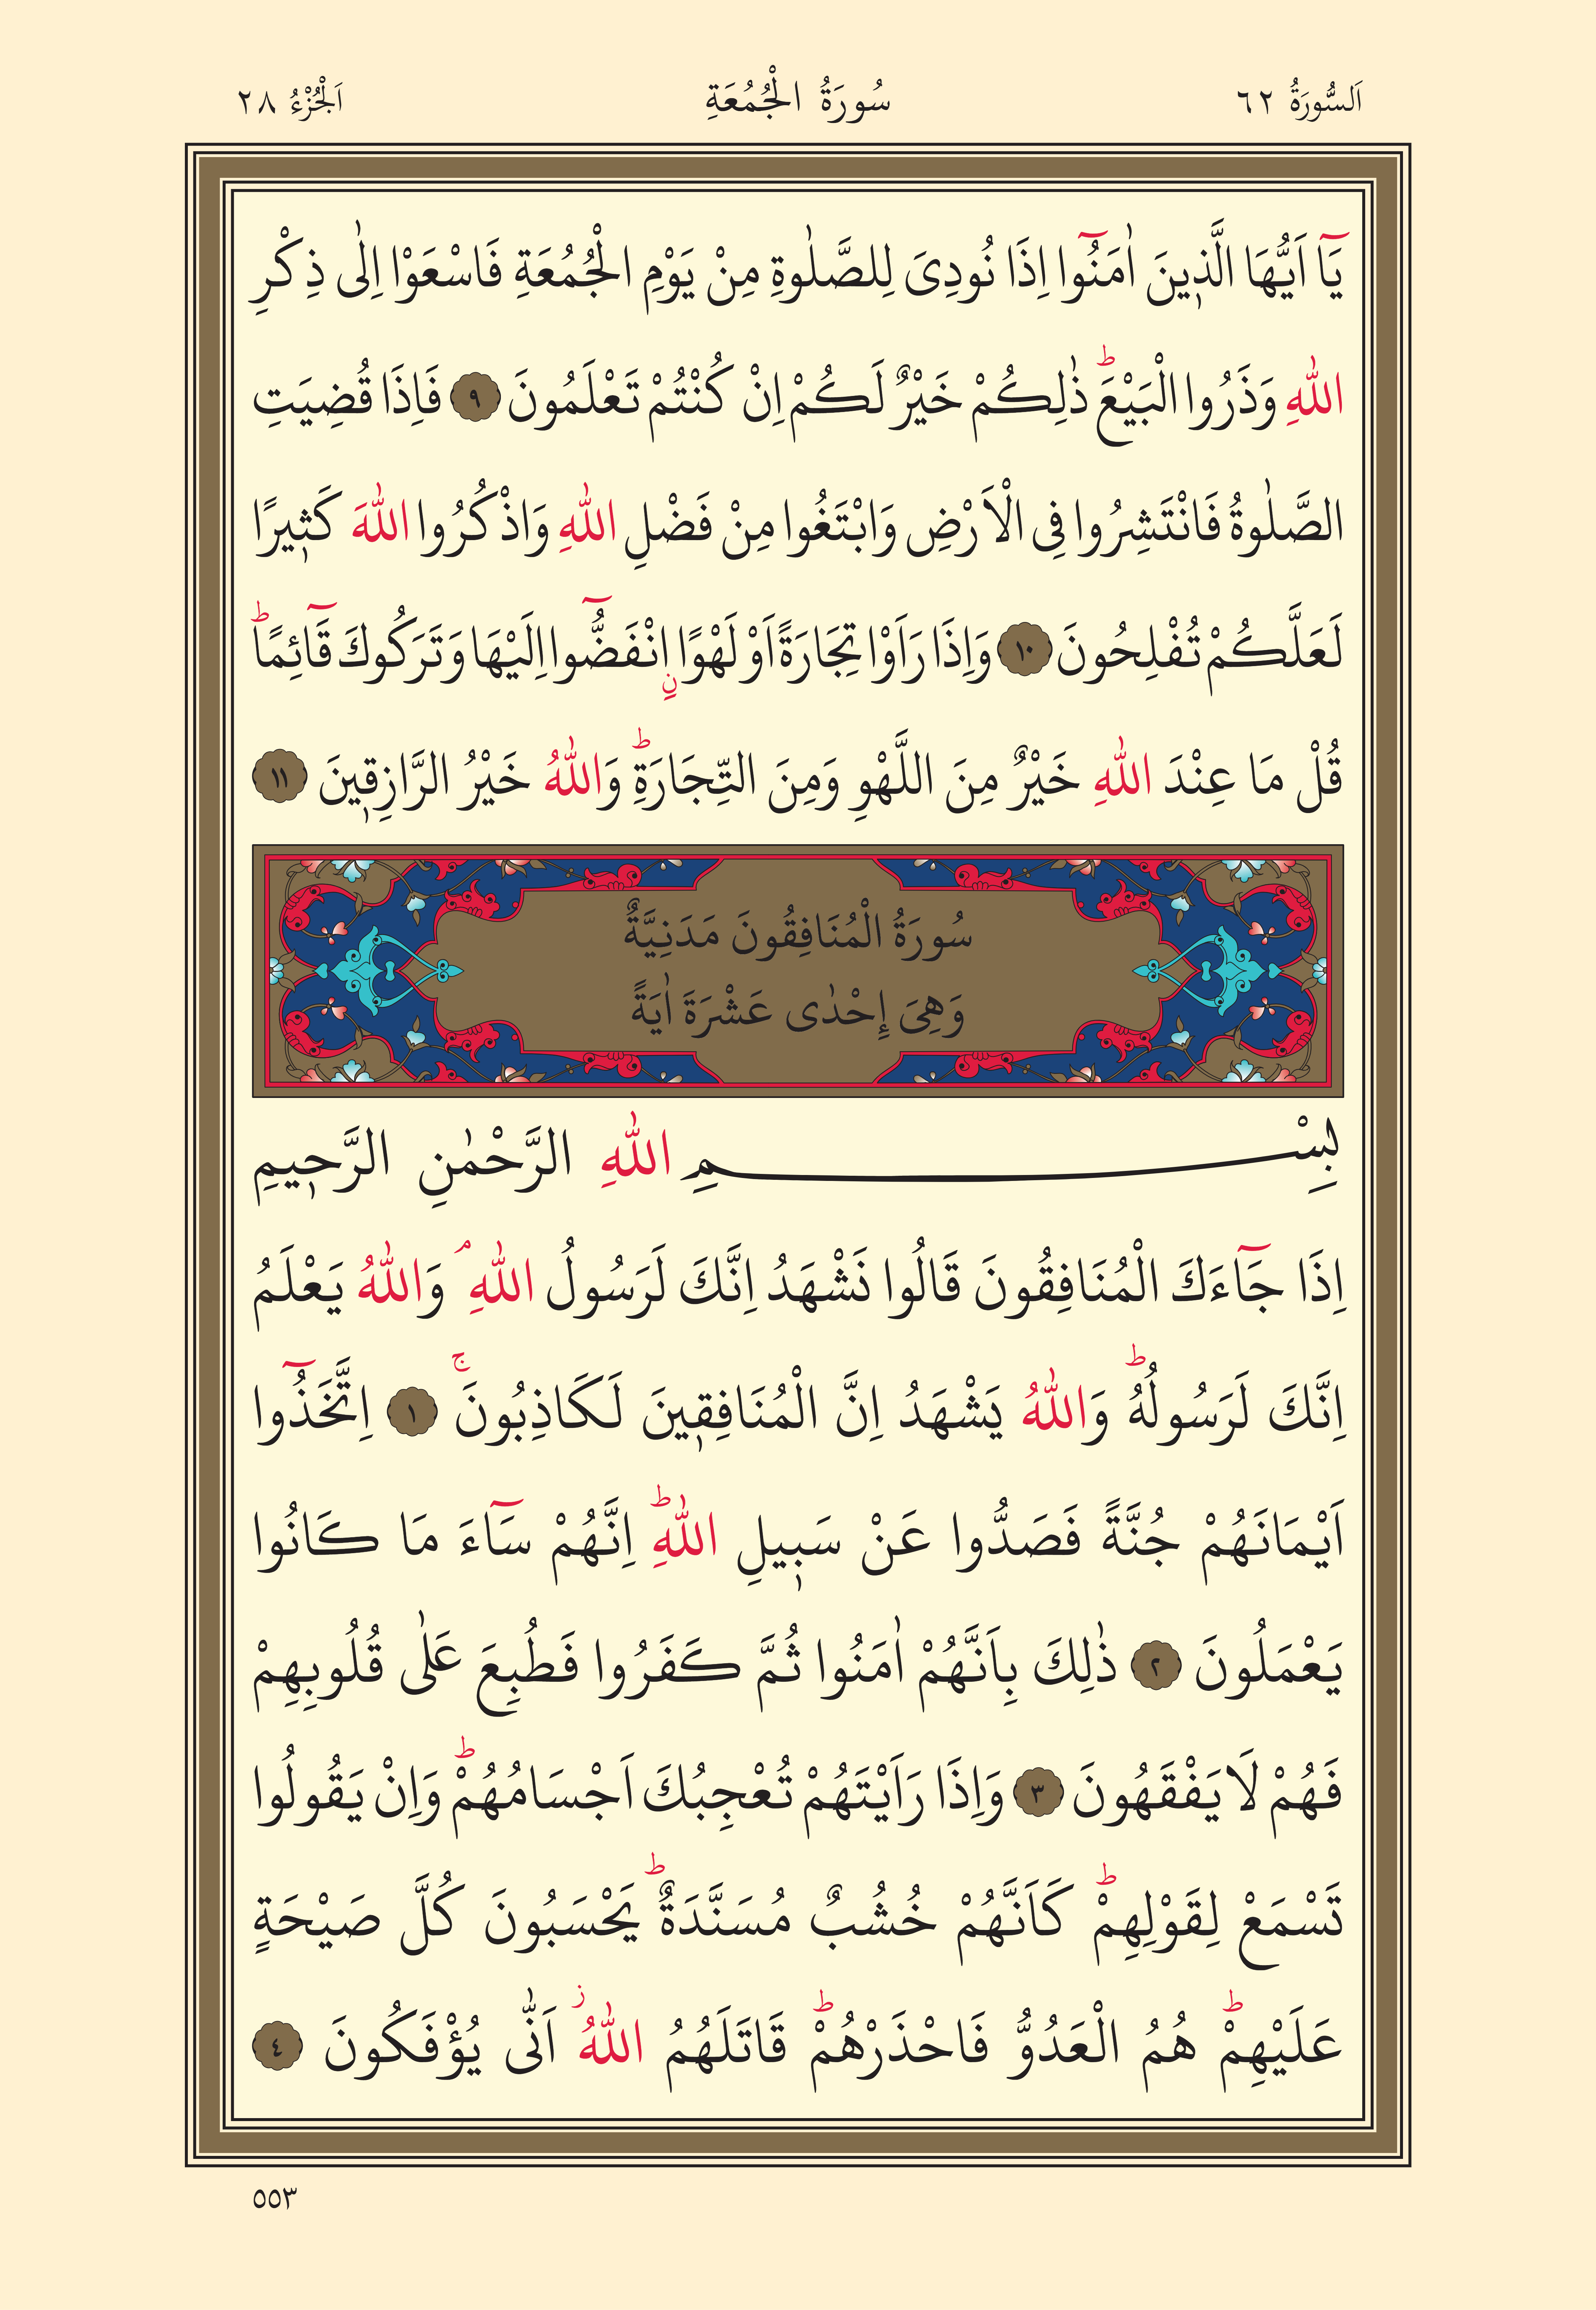 اَلسُّورَةُ ٦٢ سُورَةُ الْجُمُعَةِ اَلْجُزْءُ ٢٨
يَٓا اَيُّهَا الَّذ۪ينَ اٰمَنُٓوا اِذَا نُودِىَ لِلصَّلٰوةِ مِنْ يَوْمِ الْجُمُعَةِ فَاسْعَوْا اِلٰى ذِكْرِ
اللّٰهِ وَذَرُوا الْبَيْعَؕ ذٰلِكُمْ خَيْرٌ لَكُمْ اِنْ كُنْتُمْ تَعْلَمُونَ ٩ فَاِذَا قُضِيَتِ
الصَّلٰوةُ فَانْتَشِرُوا فِى الْاَرْضِ وَابْتَغُوا مِنْ فَضْلِ اللّٰهِ وَاذْكُرُوا اللّٰهَ كَث۪يرًا
لَعَلَّكُمْ تُفْلِحُونَ ١٠ وَاِذَا رَاَوْا تِجَارَةً اَوْ لَهْوًا ࣙنِ انْفَضُّٓوا اِلَيْهَا وَتَرَكُوكَ قَٓائِمًاؕ
قُلْ مَا عِنْدَ اللّٰهِ خَيْرٌ مِنَ اللَّهْوِ وَمِنَ التِّجَارَةِؕ وَاللّٰهُ خَيْرُ الرَّازِق۪ينَ ١١
سُورَةُ الْمُنَافِقُونَ مَدَنِيَّةٌ
وَهِىَ إِحْدٰى عَشْرَةَ اٰيَةً
بِسْمِ اللّٰهِ الرَّحْمٰنِ الرَّح۪يمِ
اِذَا جَٓاءَكَ الْمُنَافِقُونَ قَالُوا نَشْهَدُ اِنَّكَ لَرَسُولُ اللّٰهِۢ وَاللّٰهُ يَعْلَمُ
اِنَّكَ لَرَسُولُهُؕ وَاللّٰهُ يَشْهَدُ اِنَّ الْمُنَافِق۪ينَ لَكَاذِبُونَۚ ١ اِتَّخَذُٓوا
اَيْمَانَهُمْ جُنَّةً فَصَدُّوا عَنْ سَب۪يلِ اللّٰهِؕ اِنَّهُمْ سَٓاءَ مَا كَانُوا
يَعْمَلُونَ ٢ ذٰلِكَ بِاَنَّهُمْ اٰمَنُوا ثُمَّ كَفَرُوا فَطُبِعَ عَلٰى قُلُوبِهِمْ
فَهُمْ لَا يَفْقَهُونَ ٣ وَاِذَا رَاَيْتَهُمْ تُعْجِبُكَ اَجْسَامُهُمْؕ وَاِنْ يَقُولُوا
تَسْمَعْ لِقَوْلِهِمْؕ كَاَنَّهُمْ خُشُبٌ مُسَنَّدَةٌؕ يَحْسَبُونَ كُلَّ صَيْحَةٍ
عَلَيْهِمْؕ هُمُ الْعَدُوُّ فَاحْذَرْهُمْؕ قَاتَلَهُمُ اللّٰهُؗ اَنّٰى يُؤْفَكُونَ ٤
٥٥٣